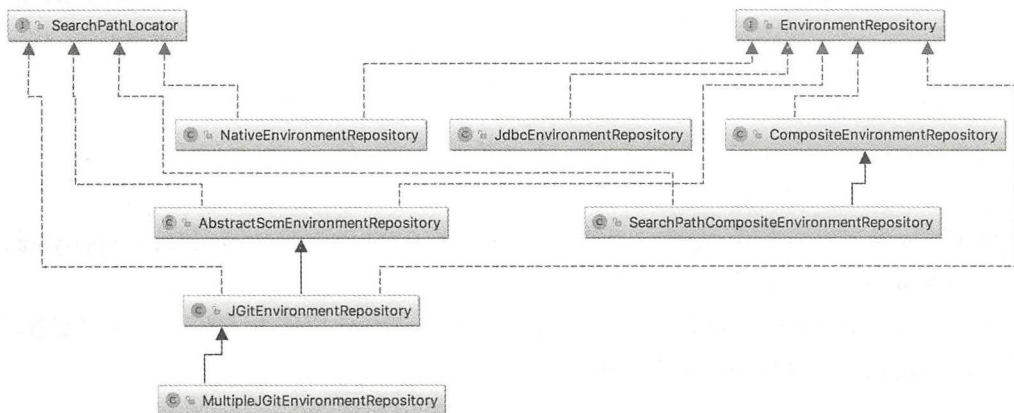 SearchPathLocator
EnvironmentRepository
NativeEnvironmentRepository
JdbcEnvironmentRepository
CompositeEnvironmentRepository
AbstractScmEnvironmentRepository
SearchPathCompositeEnvironmentRepository
JGitEnvironmentRepository
MultipleJGitEnvironmentRepository